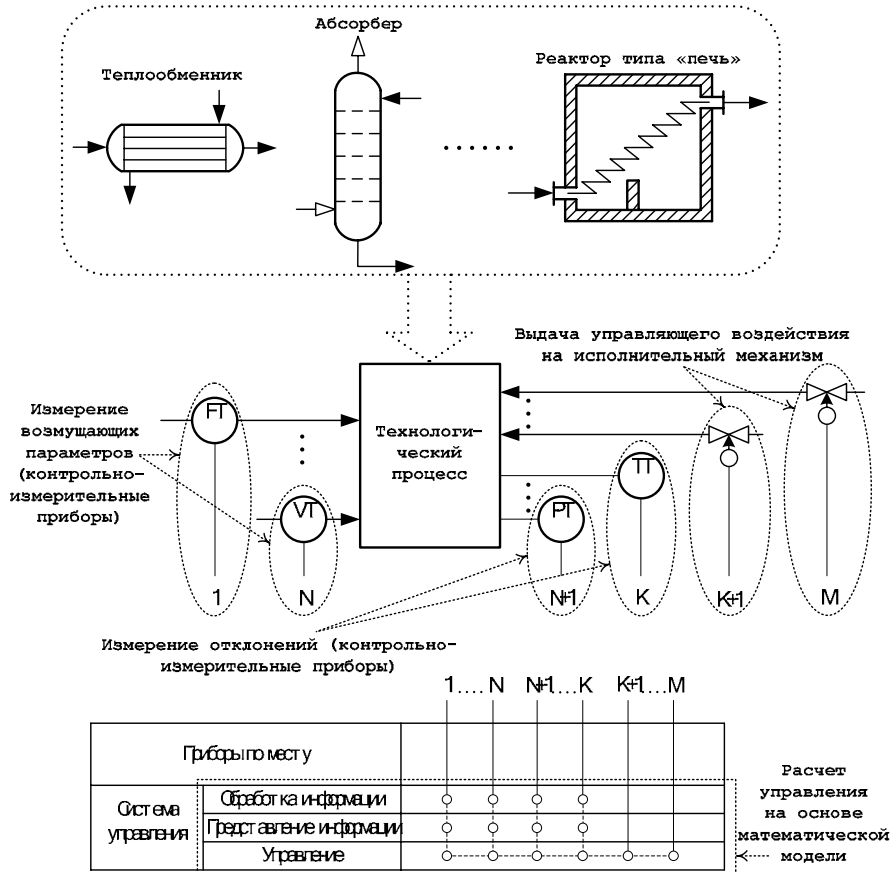 Абсорбер
Теплообменник
Реактор типа «печь»
Выдача управляющего воздействия
на исполнительный механизм
Измерение
возмущающих
параметров
(контрольно-
измерительные
приборы)
FT
VT
Техноло­ги-
ческий
процесс
TT
PT
1
N
N+1
K
K+1
M
Измерение отклонений (контрольно-
измерительные приборы)
1....N N+1....K K+1....M
Приборы по месту
Система
управления
Обработка информации
Представление информации
Управление
Расчет
управления
на основе
математической
модели